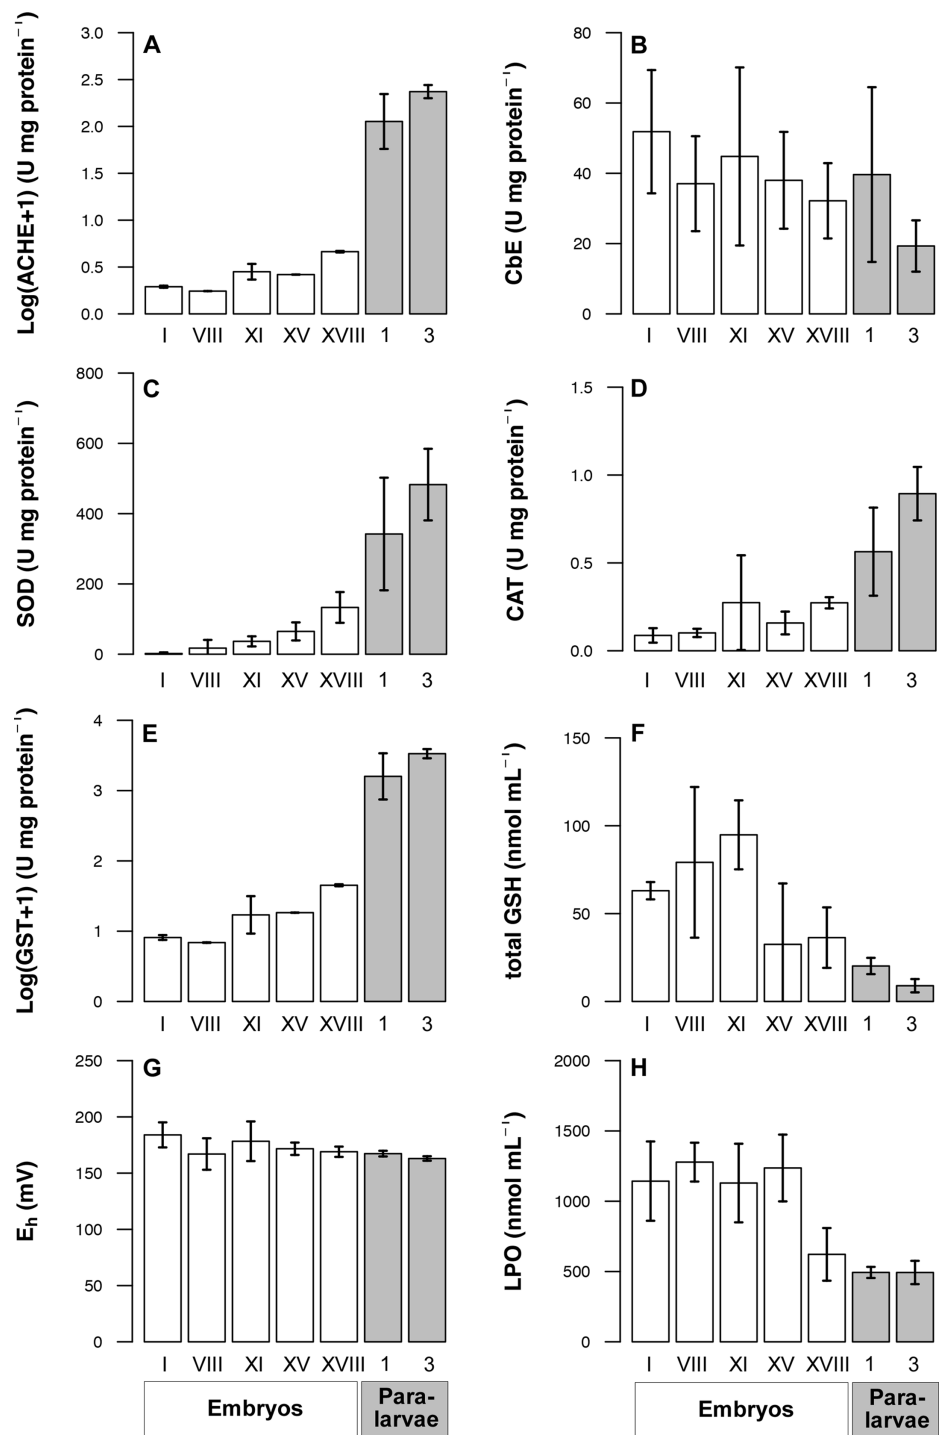 A
Log(ACHE+1) (U mg protein⁻¹)
3.0
2.5
2.0
1.5
1.0
0.5
0.0
I VIII XI XV XVIII 1 3
B
CbE (U mg protein⁻¹)
80
60
40
20
0
I VIII XI XV XVIII 1 3
C
SOD (U mg protein⁻¹)
800
600
400
200
0
I VIII XI XV XVIII 1 3
D
CAT (U mg protein⁻¹)
1.5
1.0
0.5
0.0
I VIII XI XV XVIII 1 3
E
Log(GST+1) (U mg protein⁻¹)
4
3
2
1
0
I VIII XI XV XVIII 1 3
F
total GSH (nmol mL⁻¹)
150
100
50
0
I VIII XI XV XVIII 1 3
G
Eₕ (mV)
250
200
150
100
50
0
I VIII XI XV XVIII 1 3
Embryos
Para-
larvae
H
LPO (nmol mL⁻¹)
2000
1500
1000
500
0
I VIII XI XV XVIII 1 3
Embryos
Para-
larvae